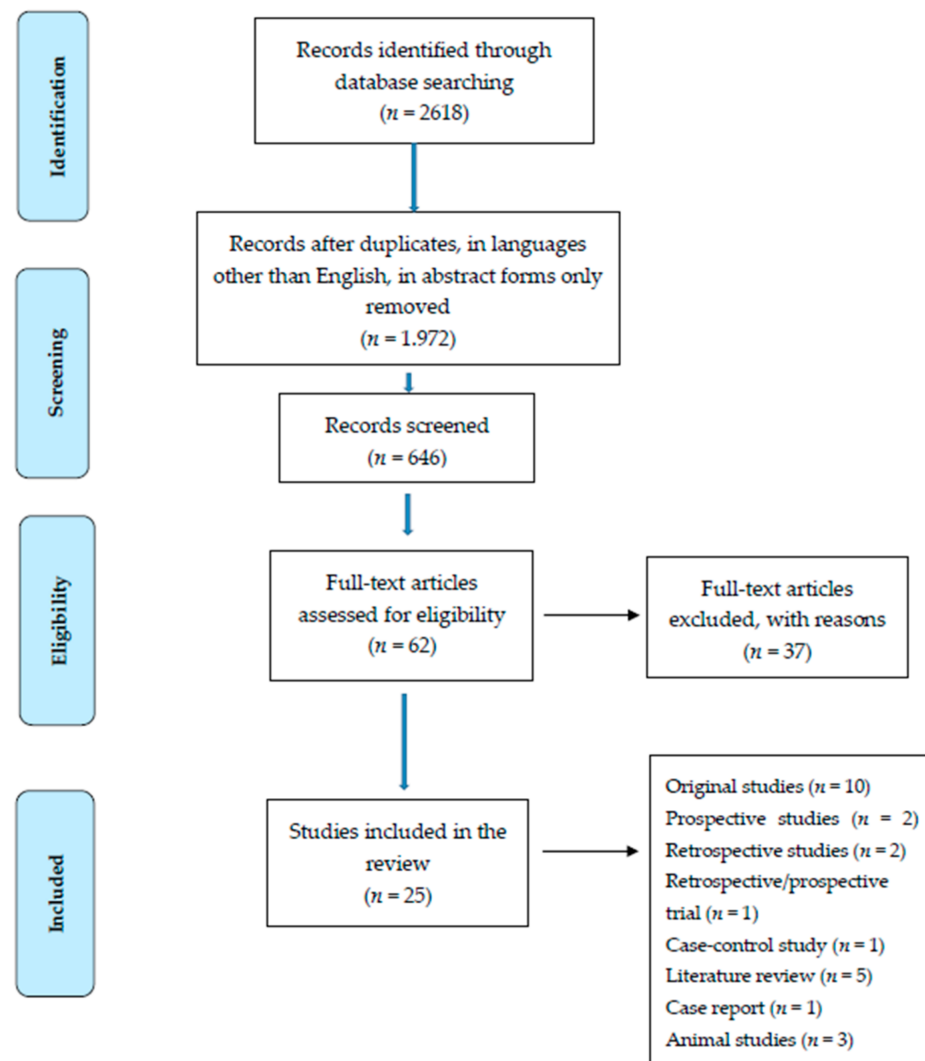 Identification
Records identified through
database searching
(n = 2618)
Records after duplicates, in languages
other than English, in abstract forms only
removed
(n = 1.972)
Screening
Records screened
(n = 646)
Eligibility
Full-text articles
assessed for eligibility
(n = 62)
Full-text articles
excluded, with reasons
(n = 37)
Included
Studies included in the
review
(n = 25)
Original studies (n = 10)
Prospective studies (n = 2)
Retrospective studies (n = 2)
Retrospective/prospective
trial (n = 1)
Case-control study (n = 1)
Literature review (n = 5)
Case report (n = 1)
Animal studies (n = 3)